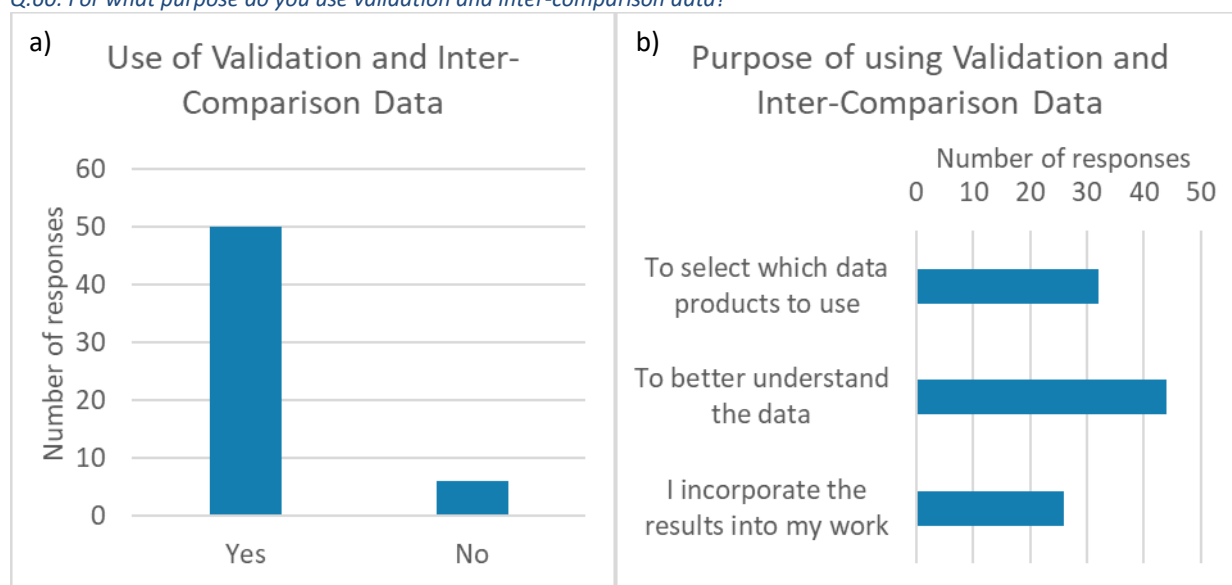 Q.60: For what purpose do you use validation and inter-comparison data?
a)
Use of Validation and Inter-
Comparison Data
Number of responses
60
50
40
30
20
10
0
Yes
No
b)
Purpose of using Validation and
Inter-Comparison Data
Number of responses
0 10 20 30 40 50
To select which data
products to use
To better understand
the data
I incorporate the
results into my work